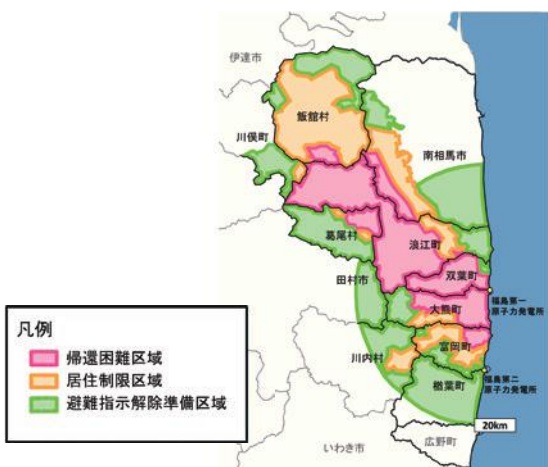 伊達市
飯舘村
川俣町
南相馬市
浪江町
葛尾村
双葉町
田村市
福島第一
原子力発電所
大熊町
富岡町
川内村
福島第二
原子力発電所
楢葉町
20km
広野町
いわき市
凡例
帰還困難区域
居住制限区域
避難指示解除準備区域